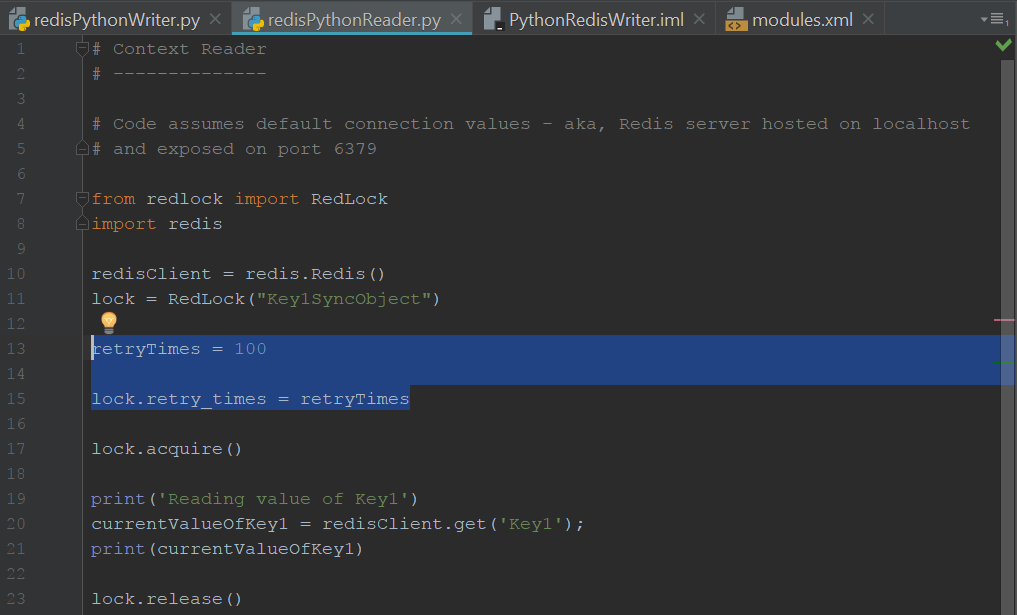 redisPythonWriter.py redisPythonReader.py PythonRedisWriter.iml modules.xml
1 # Context Reader
2 # --------------
3
4 # Code assumes default connection values - aka, Redis server hosted on localhost
5 # and exposed on port 6379
6
7 from redlock import RedLock
8 import redis
9
10 redisClient = redis.Redis()
11 lock = RedLock("Key1SyncObject")
12
13 retryTimes = 100
14
15 lock.retry_times = retryTimes
16
17 lock.acquire()
18
19 print('Reading value of Key1')
20 currentValueOfKey1 = redisClient.get('Key1');
21 print(currentValueOfKey1)
22
23 lock.release()